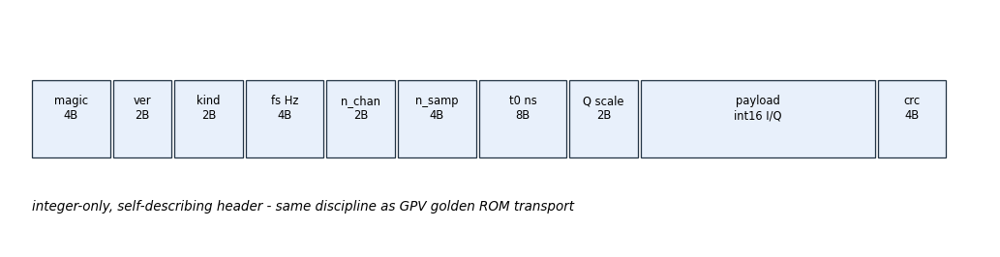 magic
4B
ver
2B
kind
2B
fs Hz
4B
n_chan
2B
n_samp
4B
t0 ns
8B
Q scale
2B
payload
int16 I/Q
crc
4B
integer-only, self-describing header - same discipline as GPV golden ROM transport